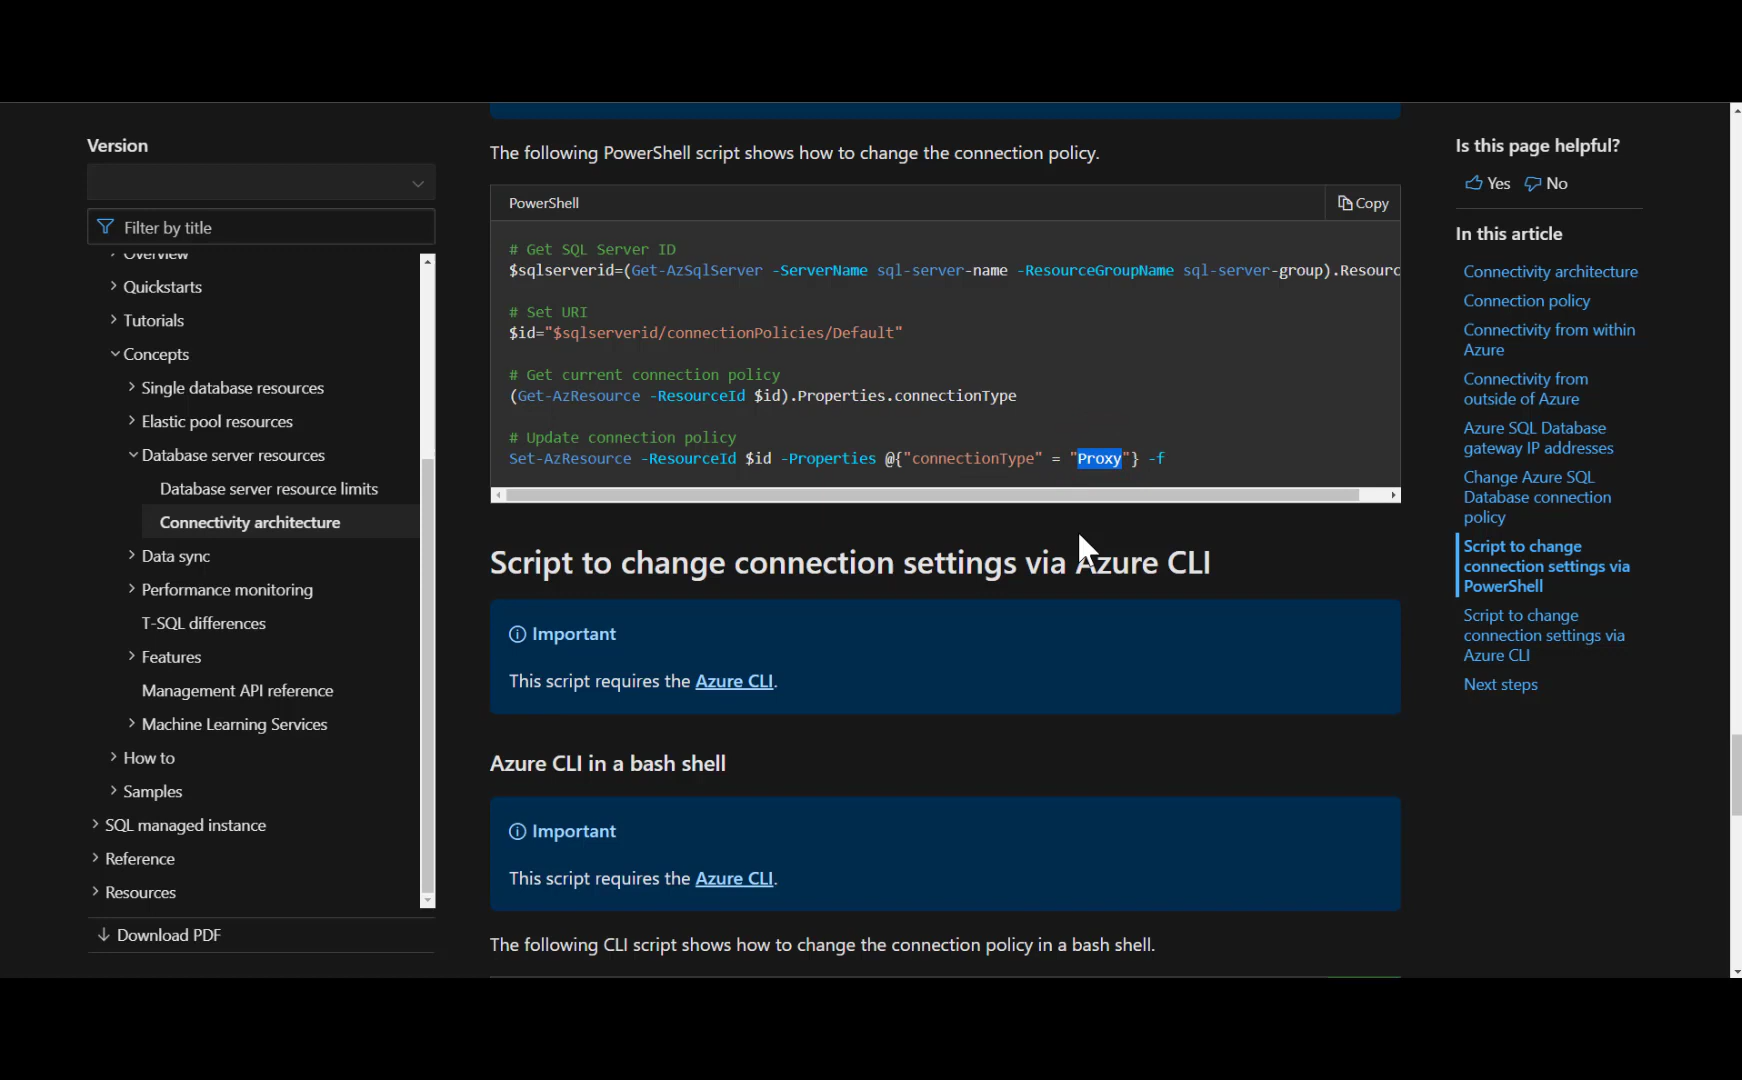 Version
Filter by title
Overview
Quickstarts
Tutorials
Concepts
Single database resources
Elastic pool resources
Database server resources
Database server resource limits
Connectivity architecture
Data sync
Performance monitoring
T-SQL differences
Features
Management API reference
Machine Learning Services
How to
Samples
SQL managed instance
Reference
Resources
Download PDF
The following PowerShell script shows how to change the connection policy.
PowerShell
Copy
# Get SQL Server ID
$sqlserverid=(Get-AzSqlServer -ServerName sql-server-name -ResourceGroupName sql-server-group).Resourc
# Set URI
$id="$sqlserverid/connectionPolicies/Default"
# Get current connection policy
(Get-AzResource -ResourceId $id).Properties.connectionType
# Update connection policy
Set-AzResource -ResourceId $id -Properties @{"connectionType" = "Proxy"} -f
Script to change connection settings via Azure CLI
Important
This script requires the Azure CLI.
Azure CLI in a bash shell
Important
This script requires the Azure CLI.
The following CLI script shows how to change the connection policy in a bash shell.
Is this page helpful?
Yes No
In this article
Connectivity architecture
Connection policy
Connectivity from within
Azure
Connectivity from
outside of Azure
Azure SQL Database
gateway IP addresses
Change Azure SQL
Database connection
policy
Script to change
connection settings via
PowerShell
Script to change
connection settings via
Azure CLI
Next steps